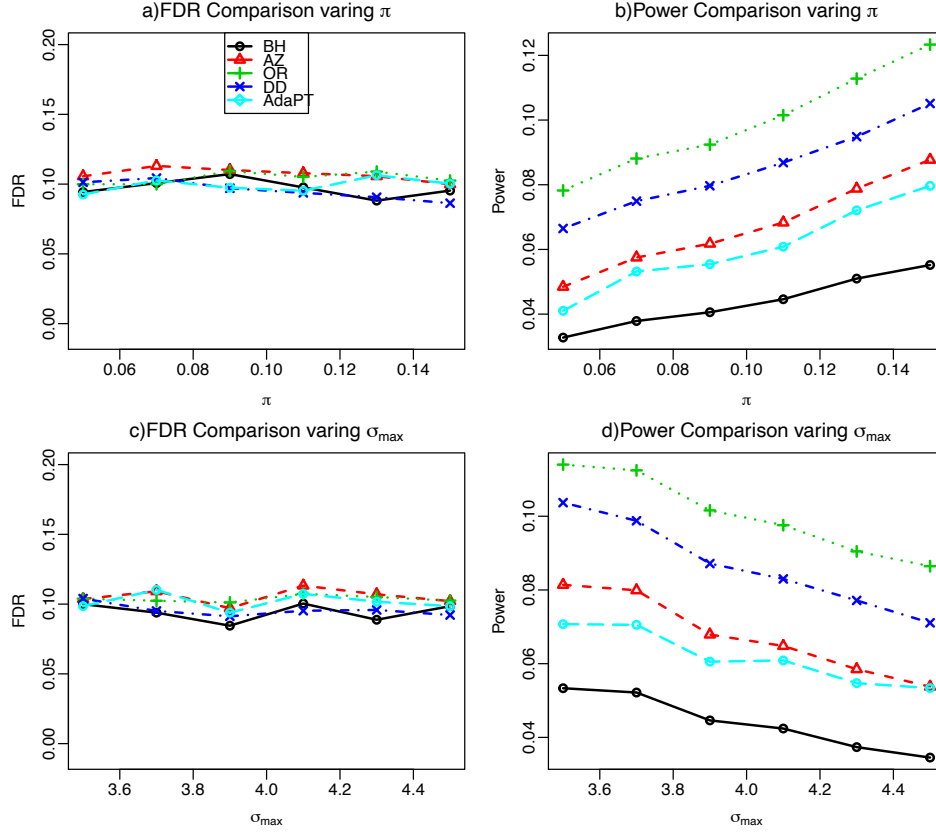 a)FDR Comparison varing π
BH
AZ
OR
DD
AdaPT
FDR
0.00 0.05 0.10 0.15 0.20
0.06 0.08 0.10 0.12 0.14
π
b)Power Comparison varing π
Power
0.04 0.06 0.08 0.10 0.12
0.06 0.08 0.10 0.12 0.14
π
c)FDR Comparison varing σmax
FDR
0.00 0.05 0.10 0.15 0.20
3.6 3.8 4.0 4.2 4.4
σmax
d)Power Comparison varing σmax
Power
0.04 0.06 0.08 0.10
3.6 3.8 4.0 4.2 4.4
σmax